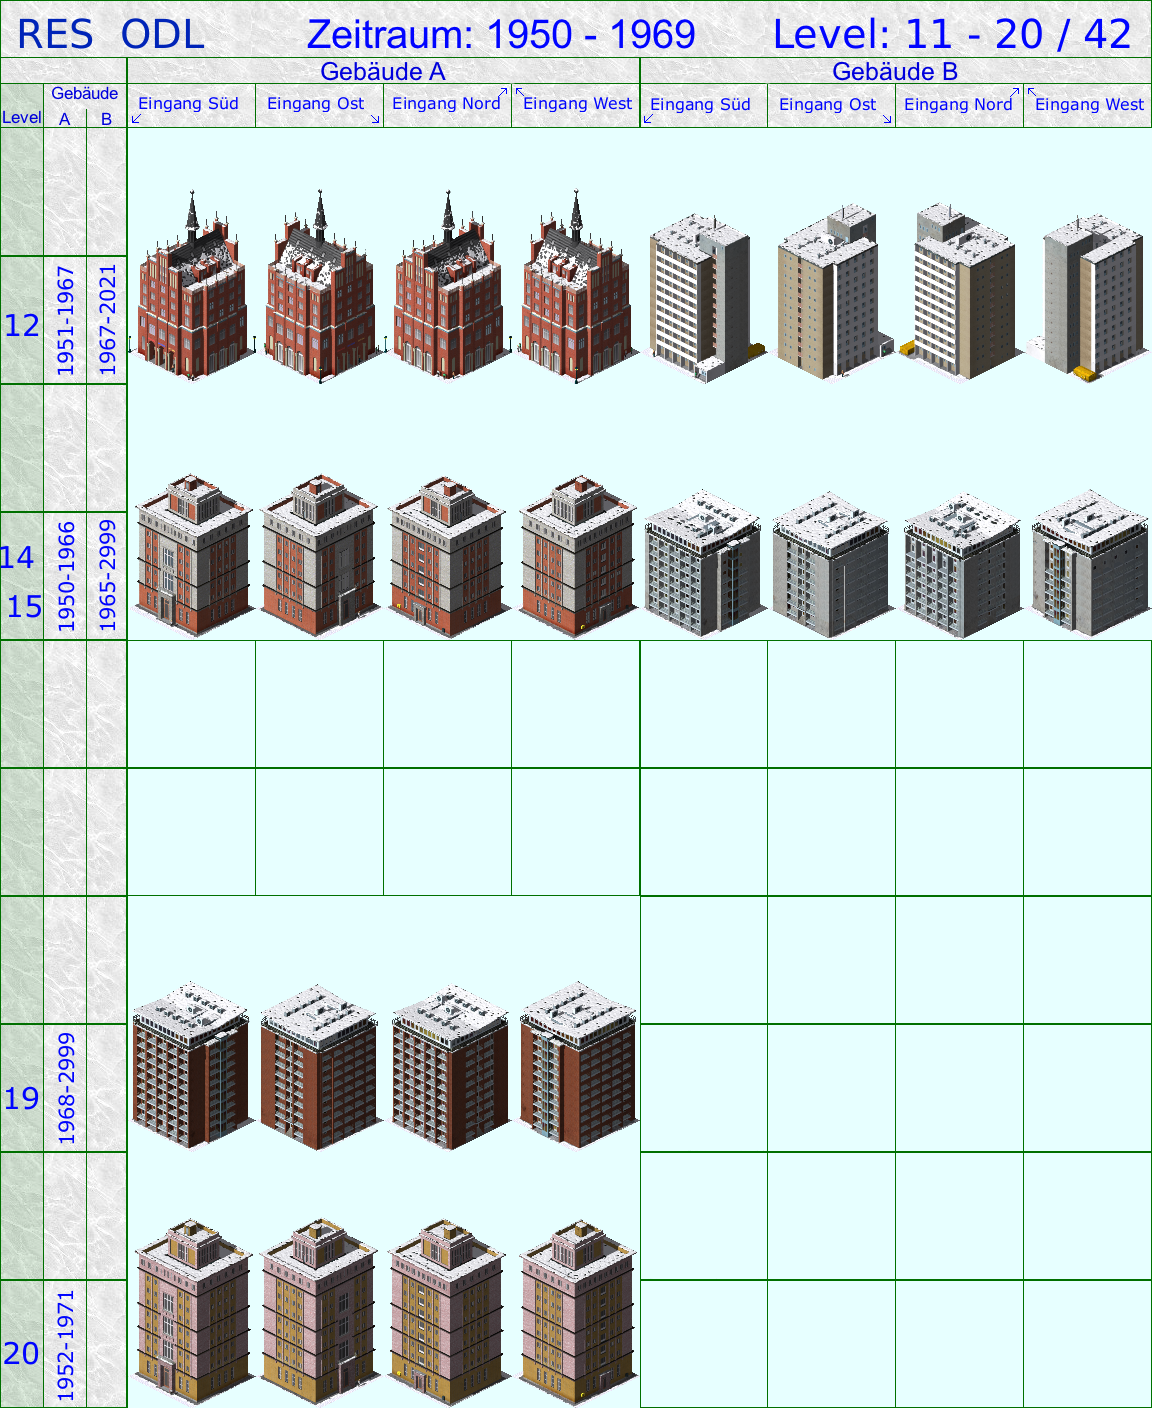 RES ODL Zeitraum: 1950 - 1969 Level: 11 - 20 / 42
Gebäude A Gebäude B
Level Gebäude A B Eingang Süd Eingang Ost Eingang Nord Eingang West Eingang Süd Eingang Ost Eingang Nord Eingang West
12 1951-1967 1967-2021
14 15 1950-1966 1965-2999
19 1968-2999
20 1952-1971